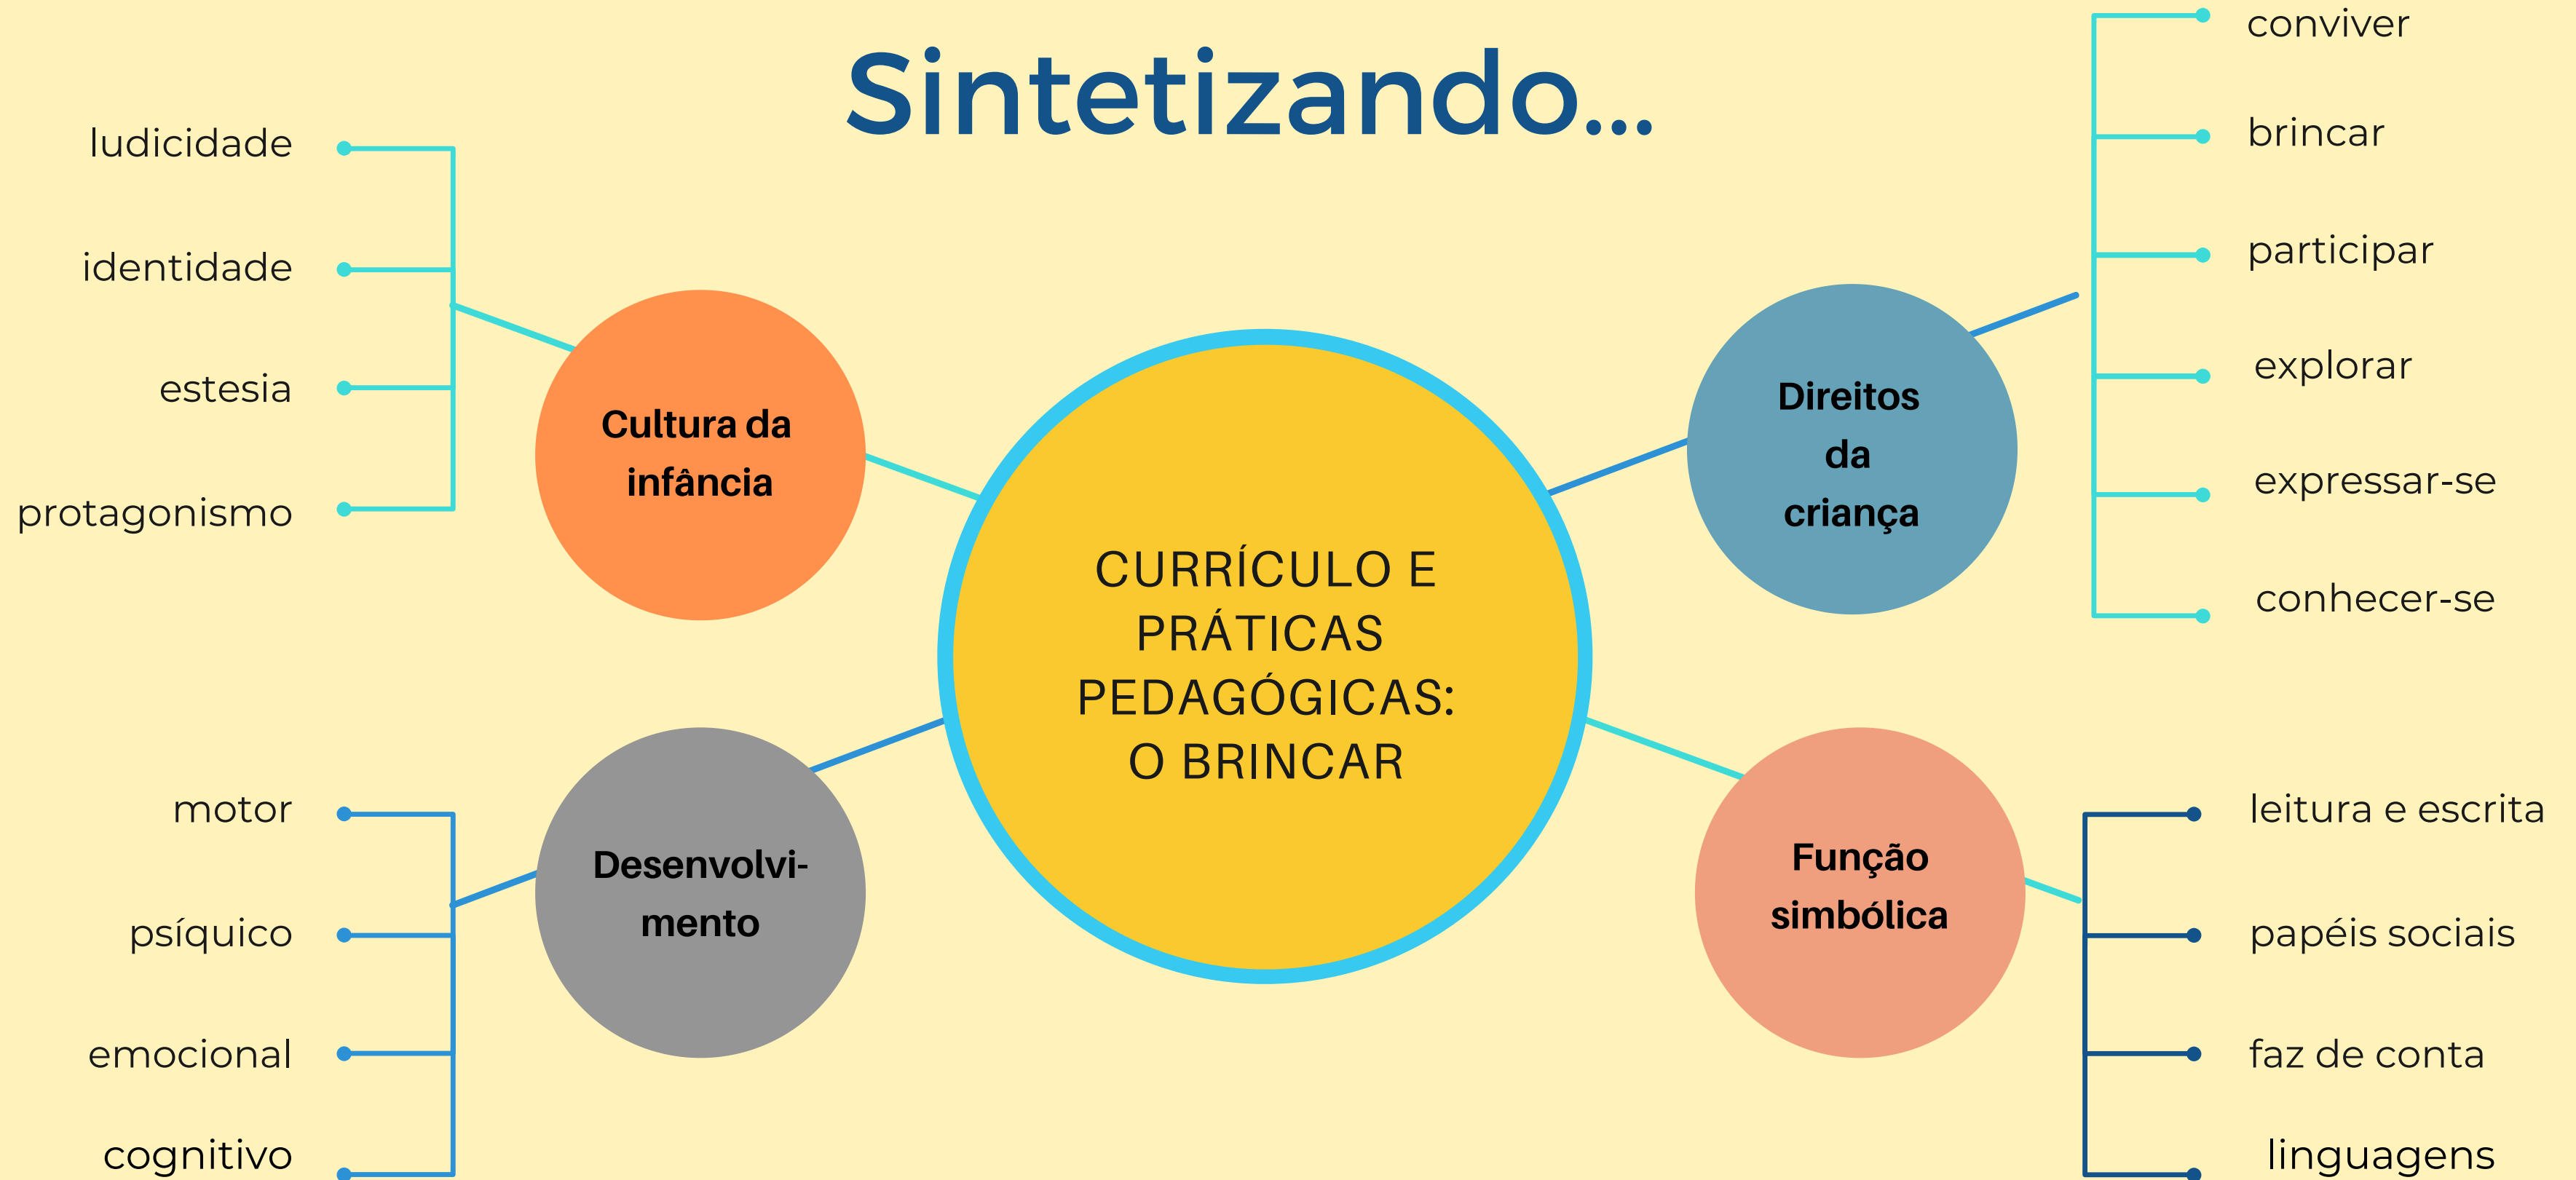 Sintetizando...
ludicidade
identidade
estesia
protagonismo
Cultura da
infância
motor
psíquico
emocional
cognitivo
Desenvolvi-
mento
CURRÍCULO E
PRÁTICAS
PEDAGÓGICAS:
O BRINCAR
Direitos
da
criança
conviver
brincar
participar
explorar
expressar-se
conhecer-se
Função
simbólica
leitura e escrita
papéis sociais
faz de conta
linguagens